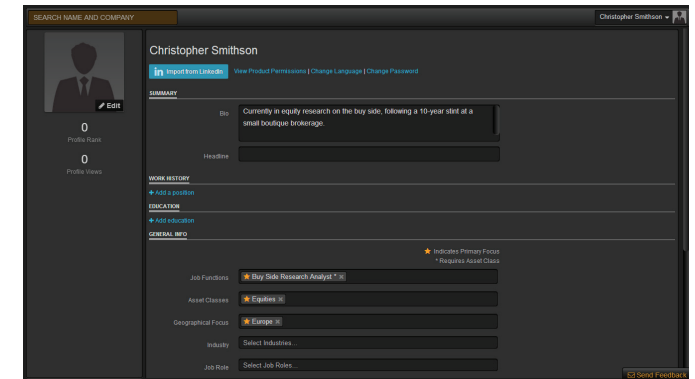 SEARCH NAME AND COMPANY
Christopher Smithson
Christopher Smithson
in Import from LinkedIn View Product Permissions | Change Language | Change Password
Edit
SUMMARY
Bio
Currently in equity research on the buy side, following a 10-year stint at a
small boutique brokerage.
0
Profile Rank
Headline
0
Profile Views
WORK HISTORY
+ Add a position
EDUCATION
+ Add education
GENERAL INFO
Indicates Primary Focus
* Requires Asset Class
Job Functions
Buy Side Research Analyst * ×
Asset Classes
Equities ×
Geographical Focus
Europe ×
Industry
Select Industries...
Job Role
Select Job Roles...
Send Feedback